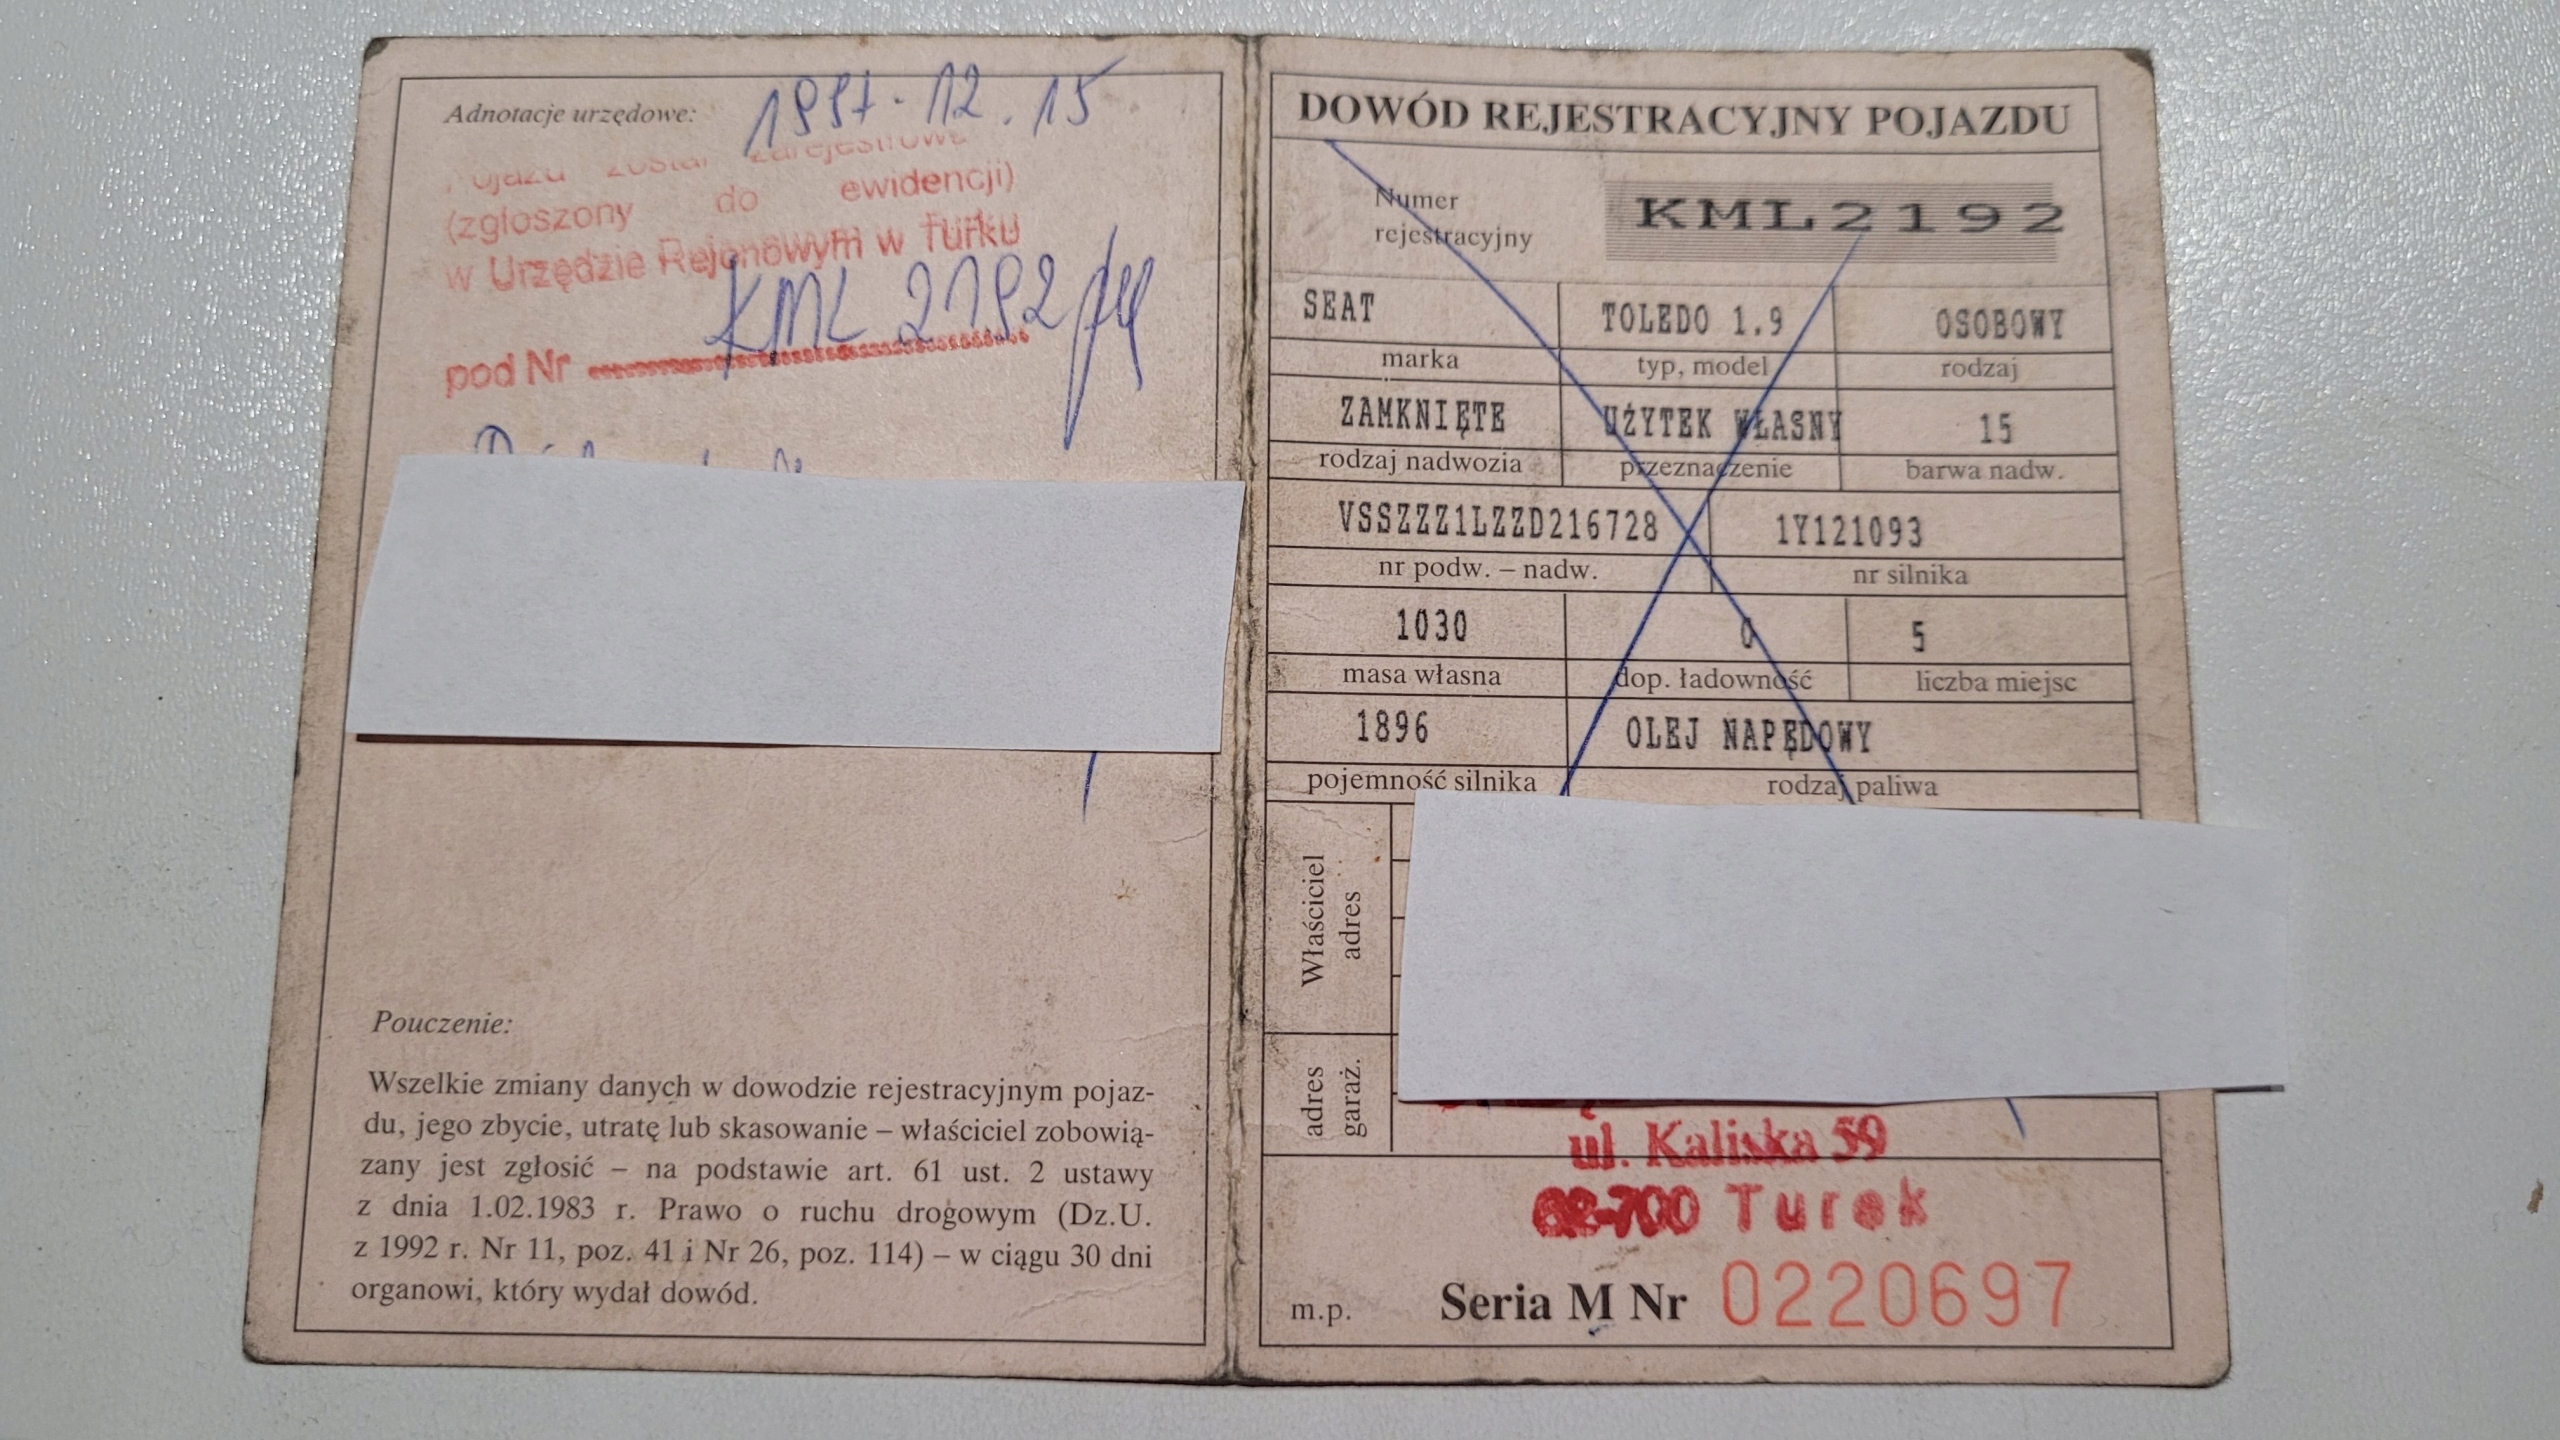 Adnotacje urzędowe: 1997.12.15
(zgłoszony do ewidencji)
w Urzędzie Rejonowym w Turku
pod Nr KML 2192
Pouczenie:
Wszelkie zmiany danych w dowodzie rejestracyjnym pojaz-
du, jego zbycie, utratę lub skasowanie – właściciel zobowią-
zany jest zgłosić – na podstawie art. 61 ust. 2 ustawy
z dnia 1.02.1983 r. Prawo o ruchu drogowym (Dz.U.
z 1992 r. Nr 11, poz. 41 i Nr 26, poz. 114) – w ciągu 30 dni
organowi, który wydał dowód.
DOWÓD REJESTRACYJNY POJAZDU
Numer
rejestracyjny
KML2192
SEAT TOLEDO 1.9 OSOBOWY
marka typ, model rodzaj
ZAMKNIĘTE UŻYTEK WŁASNY 15
rodzaj nadwozia przeznaczenie barwa nadw.
VSSZZZ1LZZD216728 1Y121093
nr podw. – nadw. nr silnika
1030 0 5
masa własna dop. ładowność liczba miejsc
1896 OLEJ NAPĘDOWY
pojemność silnika rodzaj paliwa
Właściciel
adres
adres
garaż.
ul. Kaliska 59
62-700 Turek
m.p. Seria M Nr 0220697